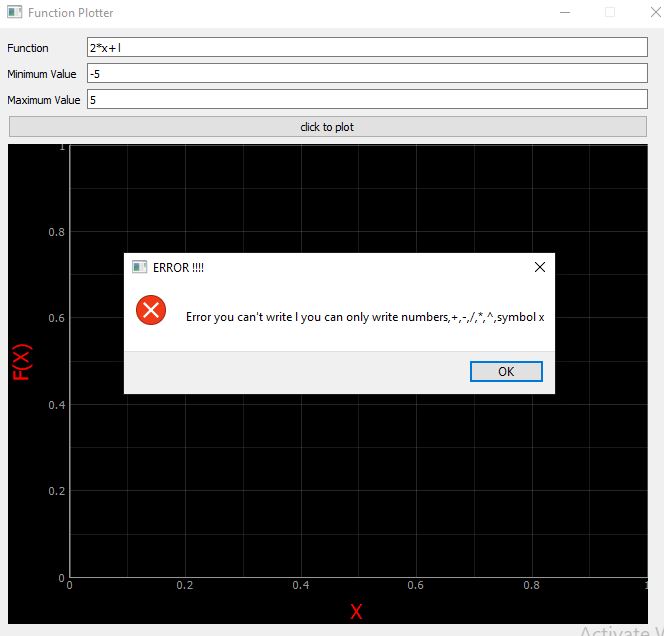 Function Plotter
Function 2*x+l
Minimum Value -5
Maximum Value 5
click to plot
1
0.8
ERROR !!!!
Error you can't write l you can only write numbers,+,-,/,*,^,symbol x
OK
0.6
F(X)
0.4
0.2
0
0 0.2 0.4 0.6 0.8 1
X
Activate W